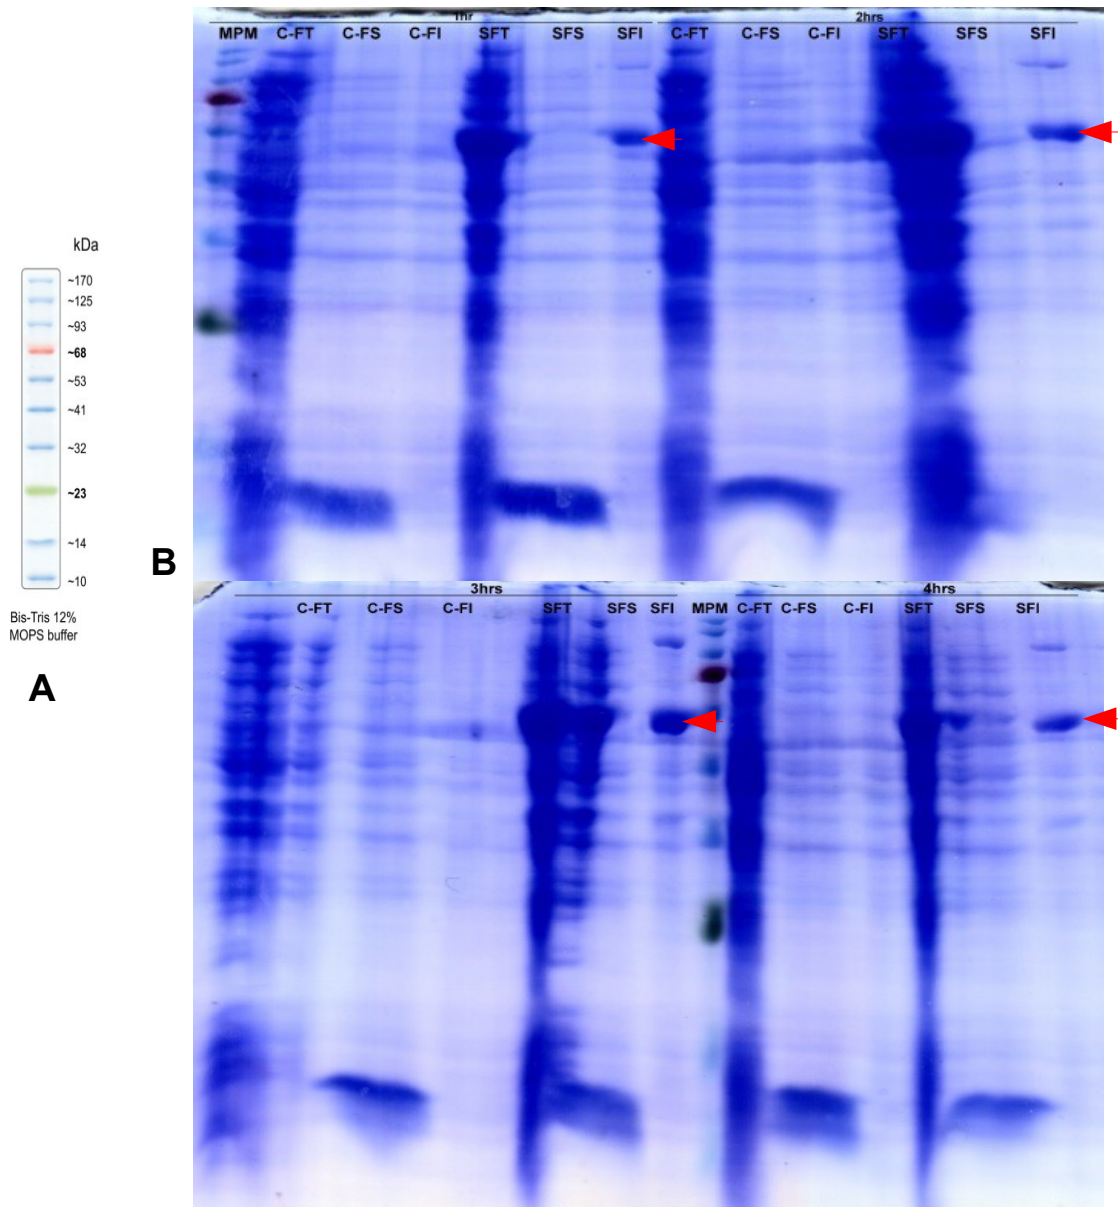 1hr 2hrs
MPM C-FT C-FS C-FI SFT SFS SFI C-FT C-FS C-FI SFT SFS SFI
kDa
~170
~125
~93
~68
~53
~41
~32
~23
~14
~10
Bis-Tris 12%
MOPS buffer
A
B
3hrs 4hrs
C-FT C-FS C-FI SFT SFS SFI MPM C-FT C-FS C-FI SFT SFS SFI